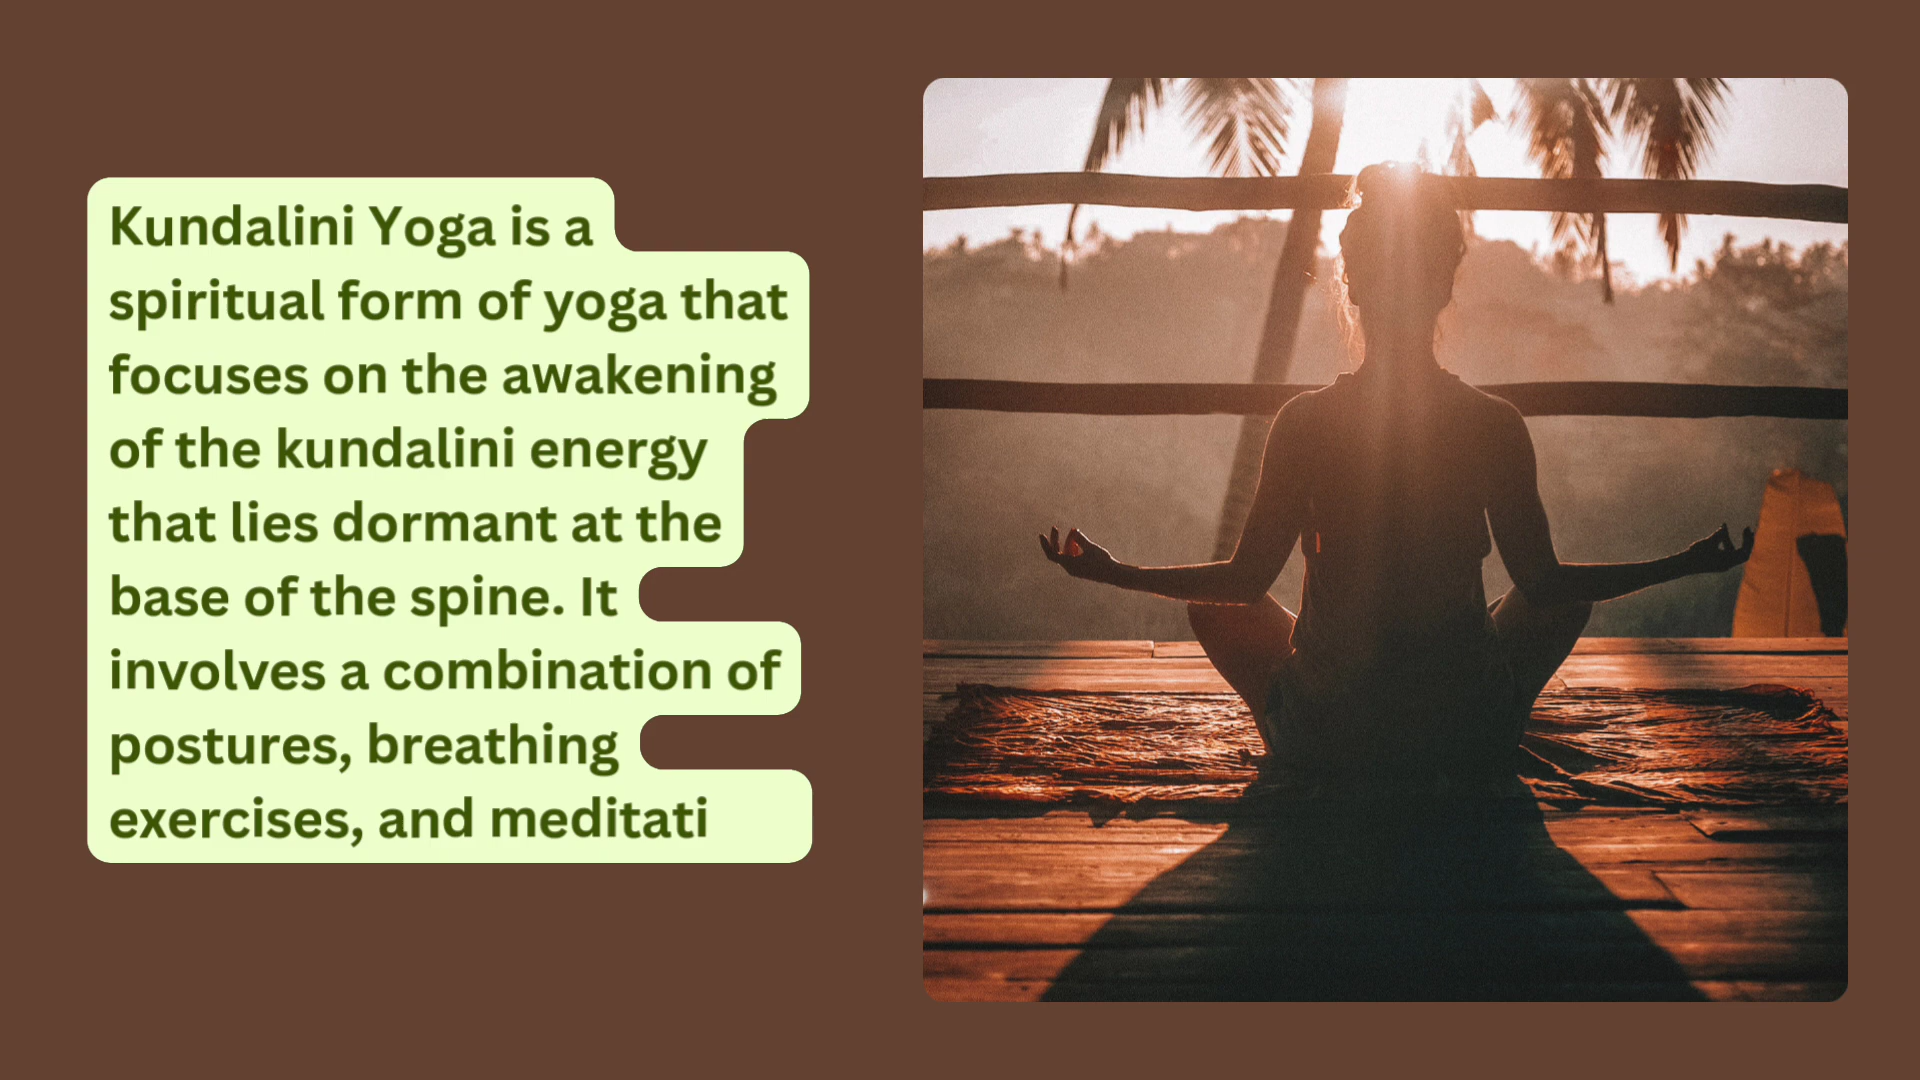 Kundalini Yoga is a
spiritual form of yoga that
focuses on the awakening
of the kundalini energy
that lies dormant at the
base of the spine. It
involves a combination of
postures, breathing
exercises, and meditati